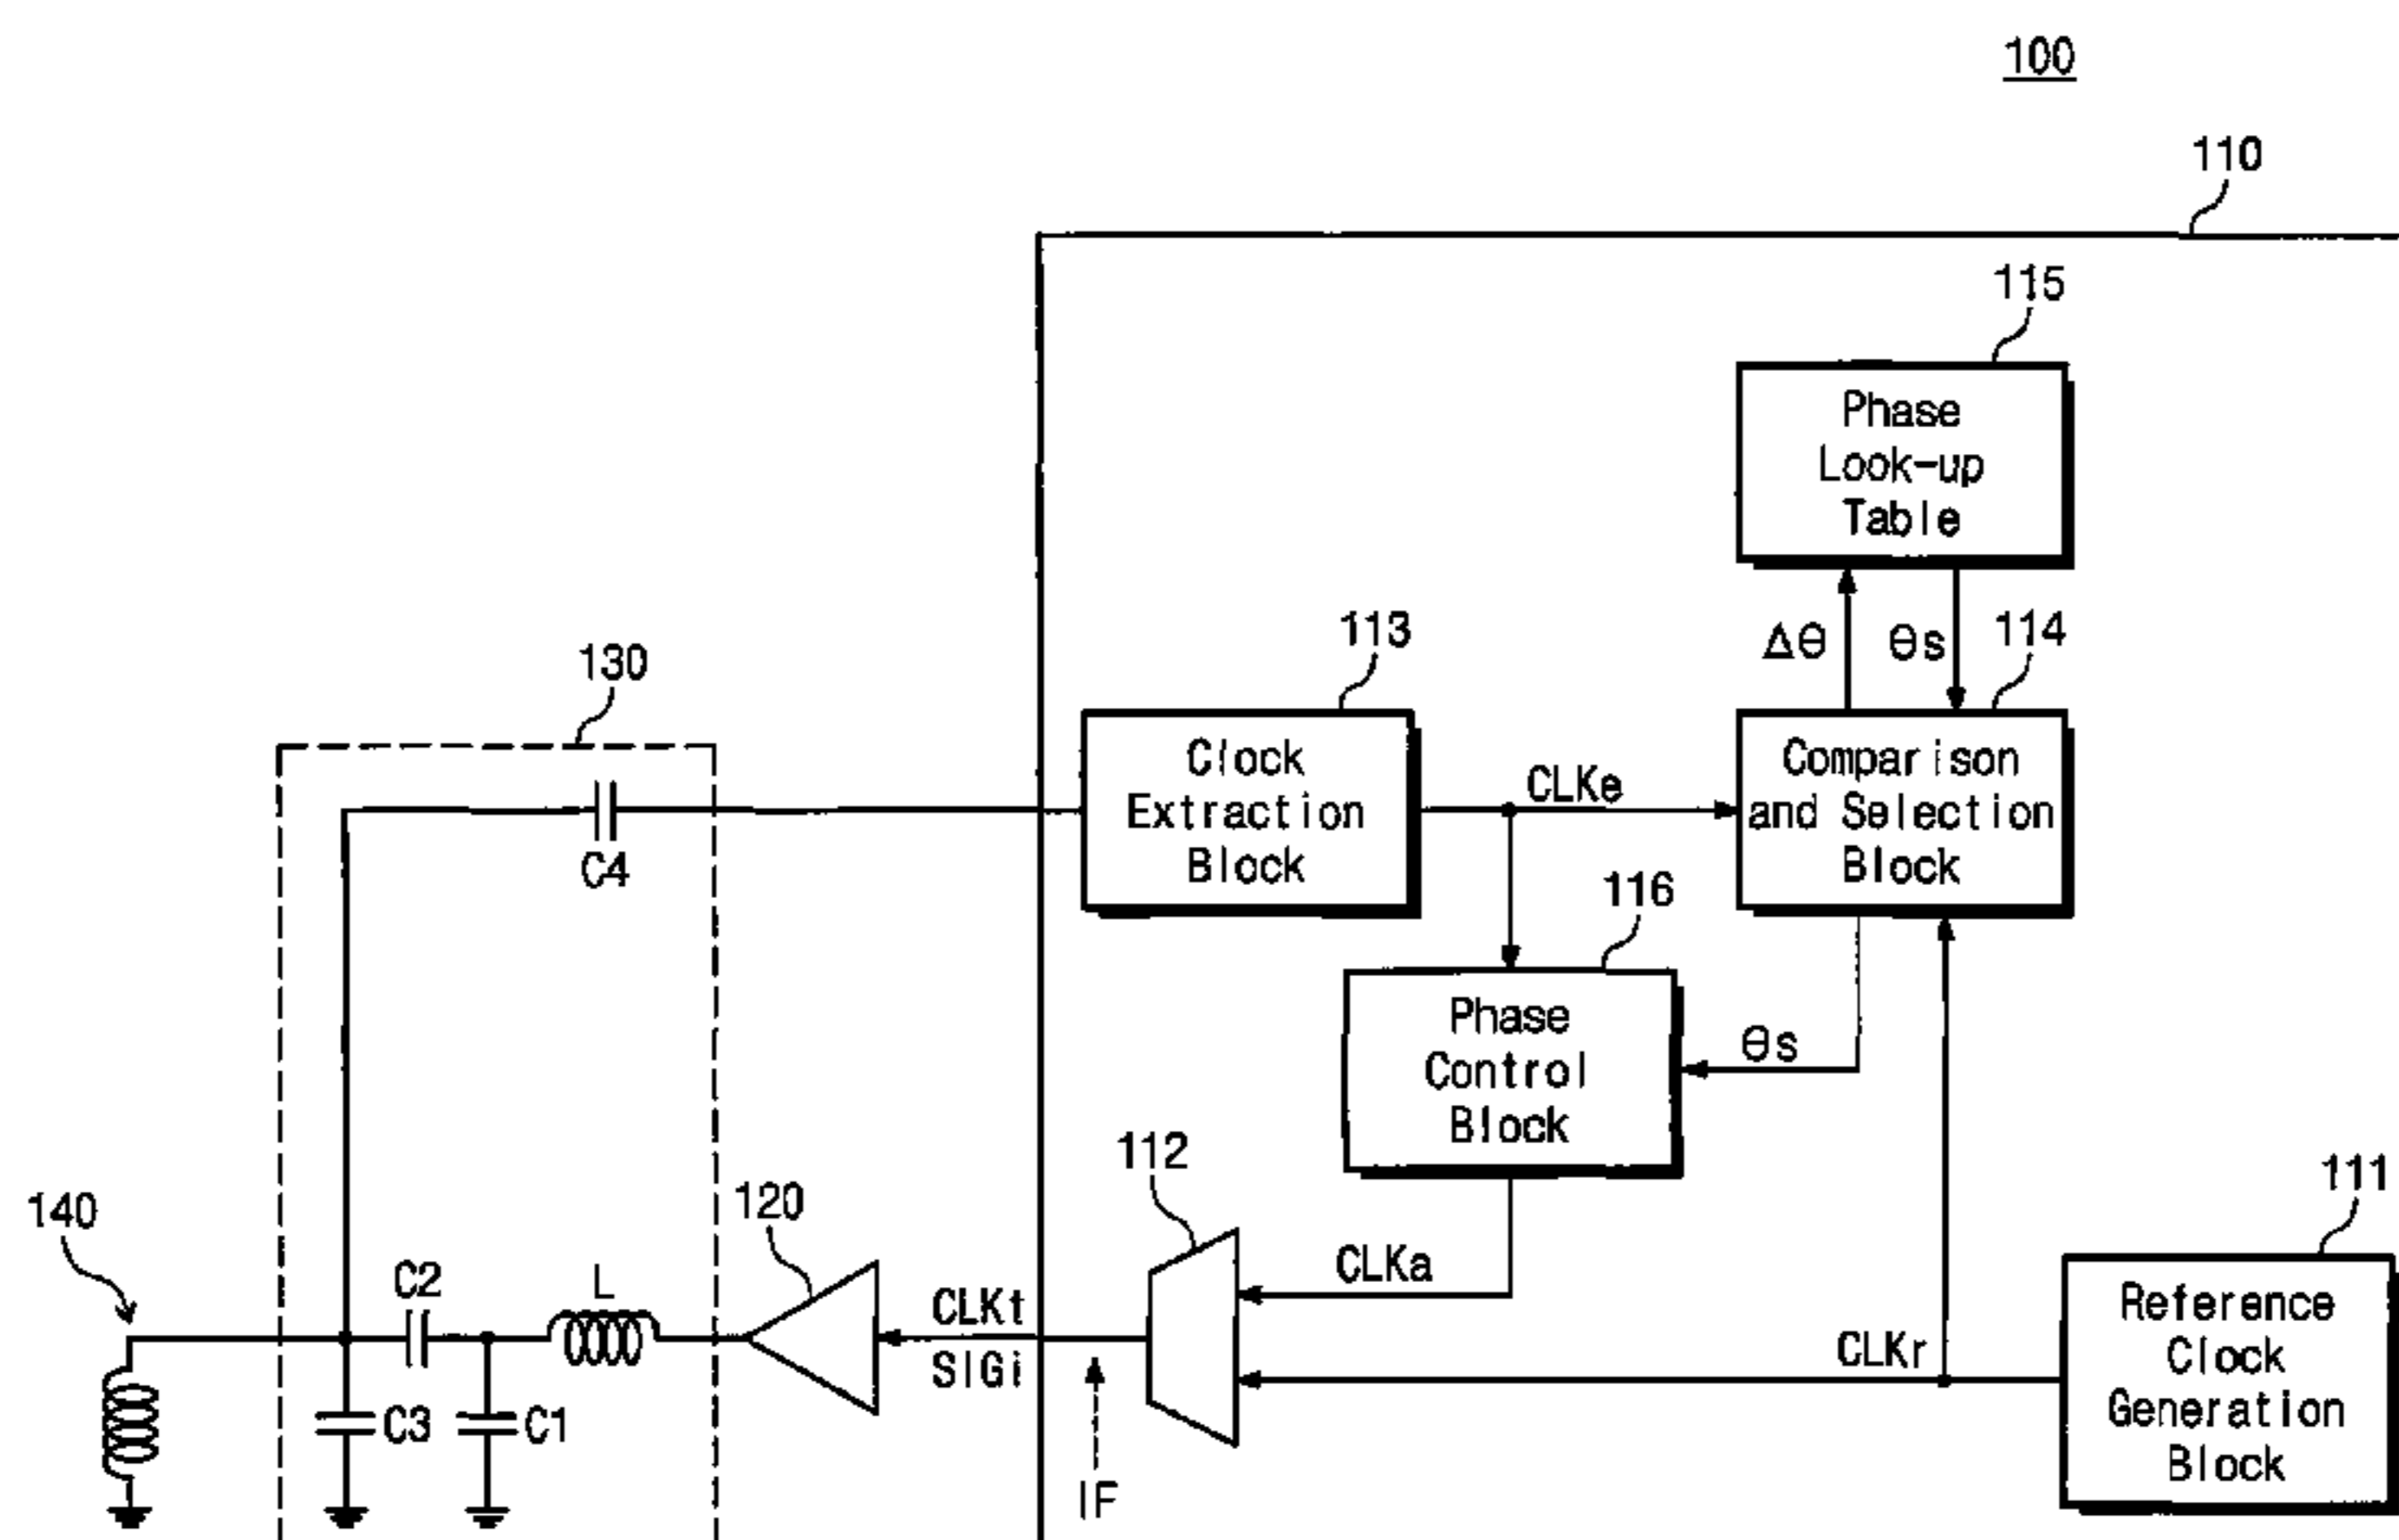 100
110
115
Phase
Look-up
Table
Δθ
θs
114
113
130
Clock
Extraction
Block
CLKe
Comparison
and Selection
Block
C4
116
Phase
Control
Block
θs
112
111
140
120
C2
L
CLKt
SIGi
CLKa
CLKr
Reference
Clock
Generation
Block
C3
C1
IF